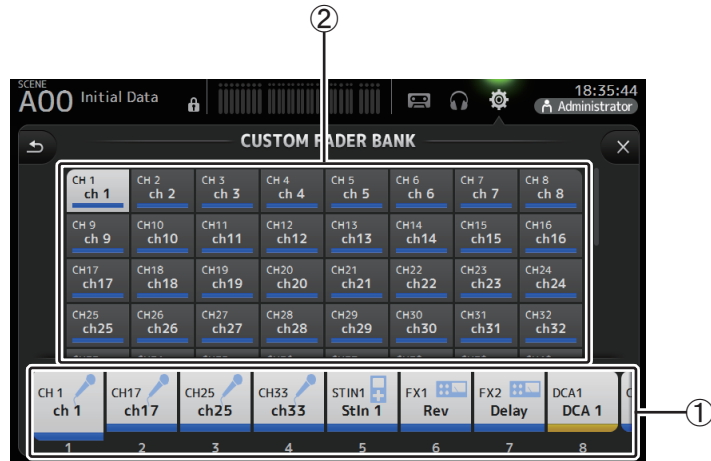 ②
SCENE
A00 Initial Data
18:35:44
Administrator
CUSTOM FADER BANK
CH 1 CH 2 CH 3 CH 4 CH 5 CH 6 CH 7 CH 8
ch 1 ch 2 ch 3 ch 4 ch 5 ch 6 ch 7 ch 8
CH 9 CH10 CH11 CH12 CH13 CH14 CH15 CH16
ch 9 ch10 ch11 ch12 ch13 ch14 ch15 ch16
CH17 CH18 CH19 CH20 CH21 CH22 CH23 CH24
ch17 ch18 ch19 ch20 ch21 ch22 ch23 ch24
CH25 CH26 CH27 CH28 CH29 CH30 CH31 CH32
ch25 ch26 ch27 ch28 ch29 ch30 ch31 ch32
CH 1 CH17 CH25 CH33 STIN1 FX1 FX2 DCA1
ch 1 ch17 ch25 ch33 StIn 1 Rev Delay DCA 1
①
1 2 3 4 5 6 7 8